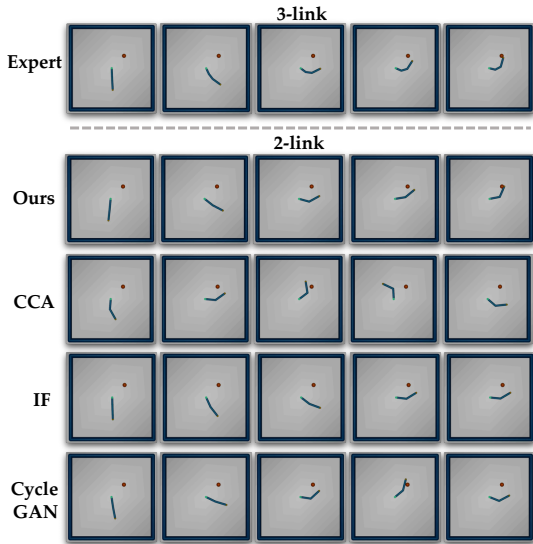 3-link
Expert
2-link
Ours
CCA
IF
Cycle
GAN